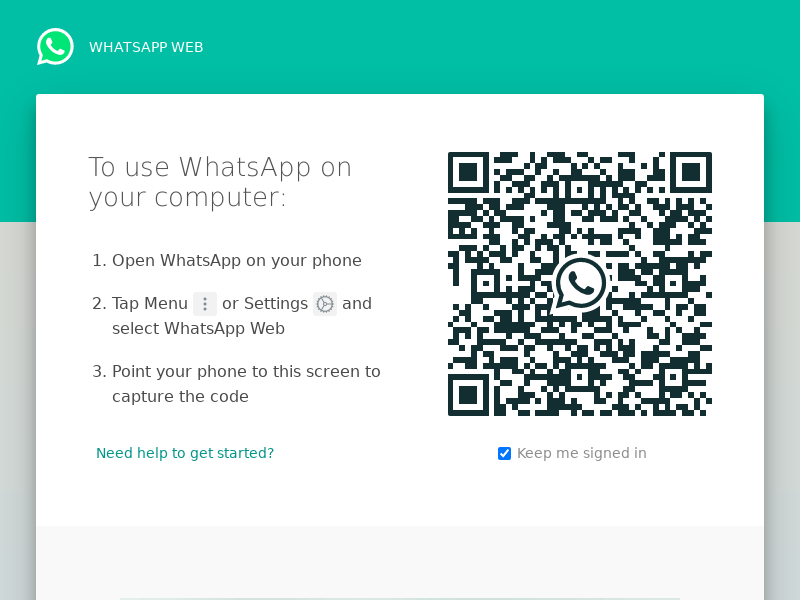 WHATSAPP WEB
To use WhatsApp on
your computer:
1. Open WhatsApp on your phone
2. Tap Menu or Settings and
select WhatsApp Web
3. Point your phone to this screen to
capture the code
Need help to get started?
Keep me signed in